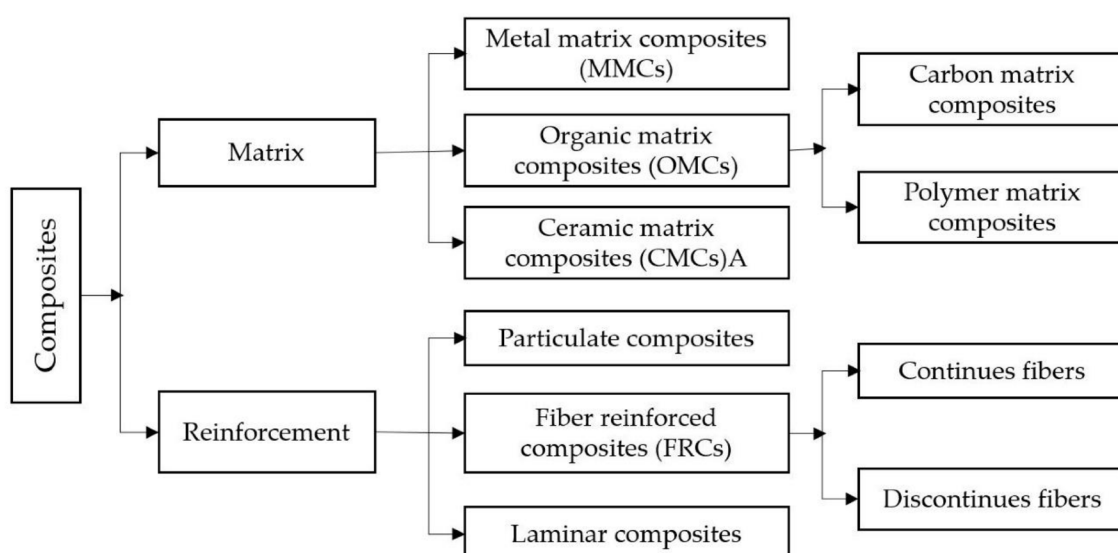 Composites
Matrix
Reinforcement
Metal matrix composites
(MMCs)
Organic matrix
composites (OMCs)
Ceramic matrix
composites (CMCs)A
Particulate composites
Fiber reinforced
composites (FRCs)
Laminar composites
Carbon matrix
composites
Polymer matrix
composites
Continues fibers
Discontinues fibers